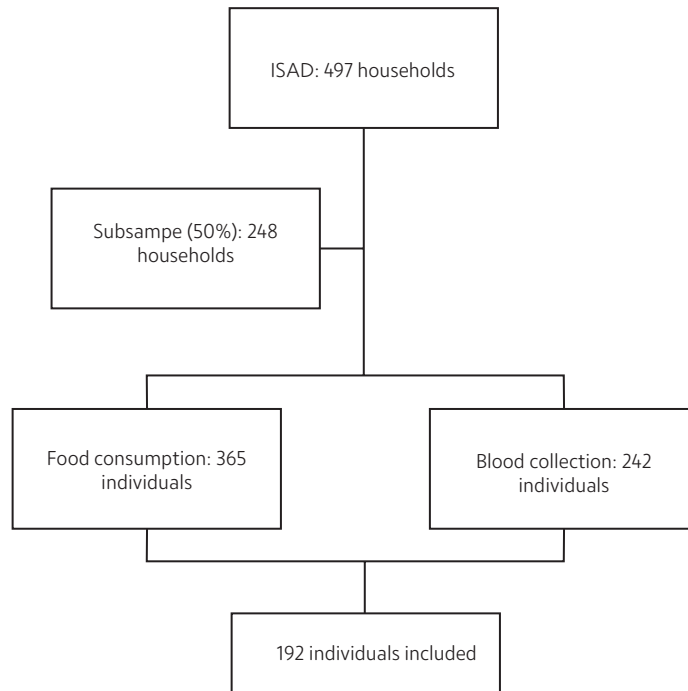 ISAD: 497 households
Subsampe (50%): 248
households
Food consumption: 365
individuals
Blood collection: 242
individuals
192 individuals included